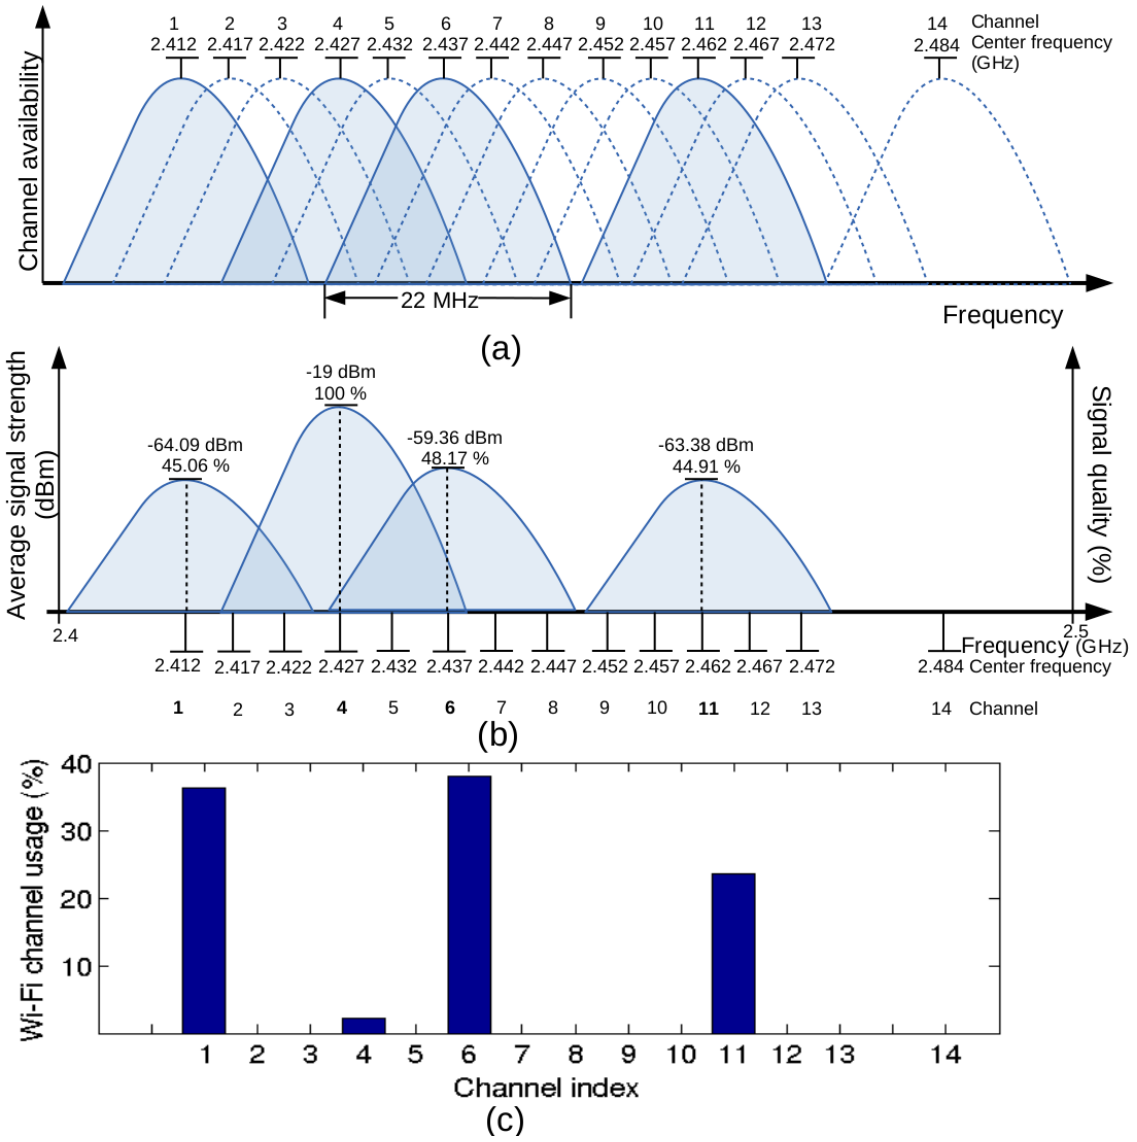 1 2 3 4 5 6 7 8 9 10 11 12 13 14 Channel
2.412 2.417 2.422 2.427 2.432 2.437 2.442 2.447 2.452 2.457 2.462 2.467 2.472 2.484 Center frequency
(GHz)
Channel availability
22 MHz
Frequency
(a)
Average signal strength
(dBm)
-64.09 dBm
45.06 %
-19 dBm
100 %
-59.36 dBm
48.17 %
-63.38 dBm
44.91 %
Signal quality (%)
2.4
2.5
Frequency (GHz)
2.412 2.417 2.422 2.427 2.432 2.437 2.442 2.447 2.452 2.457 2.462 2.467 2.472 2.484 Center frequency
1 2 3 4 5 6 7 8 9 10 11 12 13 14 Channel
(b)
Wi-Fi channel usage (%)
40
30
20
10
1 2 3 4 5 6 7 8 9 10 11 12 13 14
Channel index
(c)